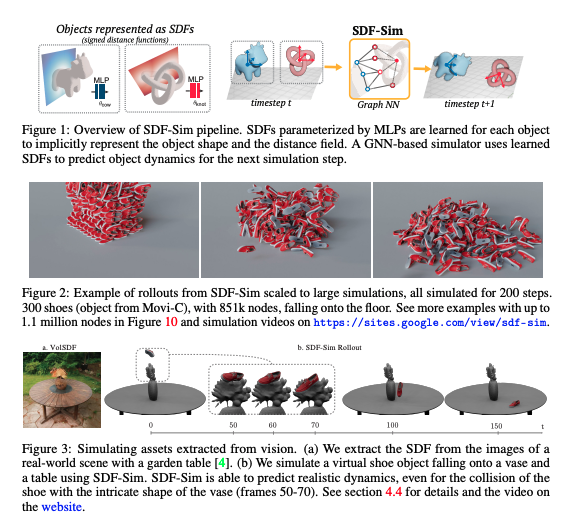 Objects represented as SDFs
(signed distance functions)
SDF-Sim
MLP
θcow
MLP
θknot
timestep t
Graph NN
timestep t+1
Figure 1: Overview of SDF-Sim pipeline. SDFs parameterized by MLPs are learned for each object
to implicitly represent the object shape and the distance field. A GNN-based simulator uses learned
SDFs to predict object dynamics for the next simulation step.
Figure 2: Example of rollouts from SDF-Sim scaled to large simulations, all simulated for 200 steps.
300 shoes (object from Movi-C), with 851k nodes, falling onto the floor. See more examples with up to
1.1 million nodes in Figure 10 and simulation videos on https://sites.google.com/view/sdf-sim.
a. VolSDF
b. SDF-Sim Rollout
0 50 60 70 100 150 t
Figure 3: Simulating assets extracted from vision. (a) We extract the SDF from the images of a
real-world scene with a garden table [4]. (b) We simulate a virtual shoe object falling onto a vase and
a table using SDF-Sim. SDF-Sim is able to predict realistic dynamics, even for the collision of the
shoe with the intricate shape of the vase (frames 50-70). See section 4.4 for details and the video on
the website.